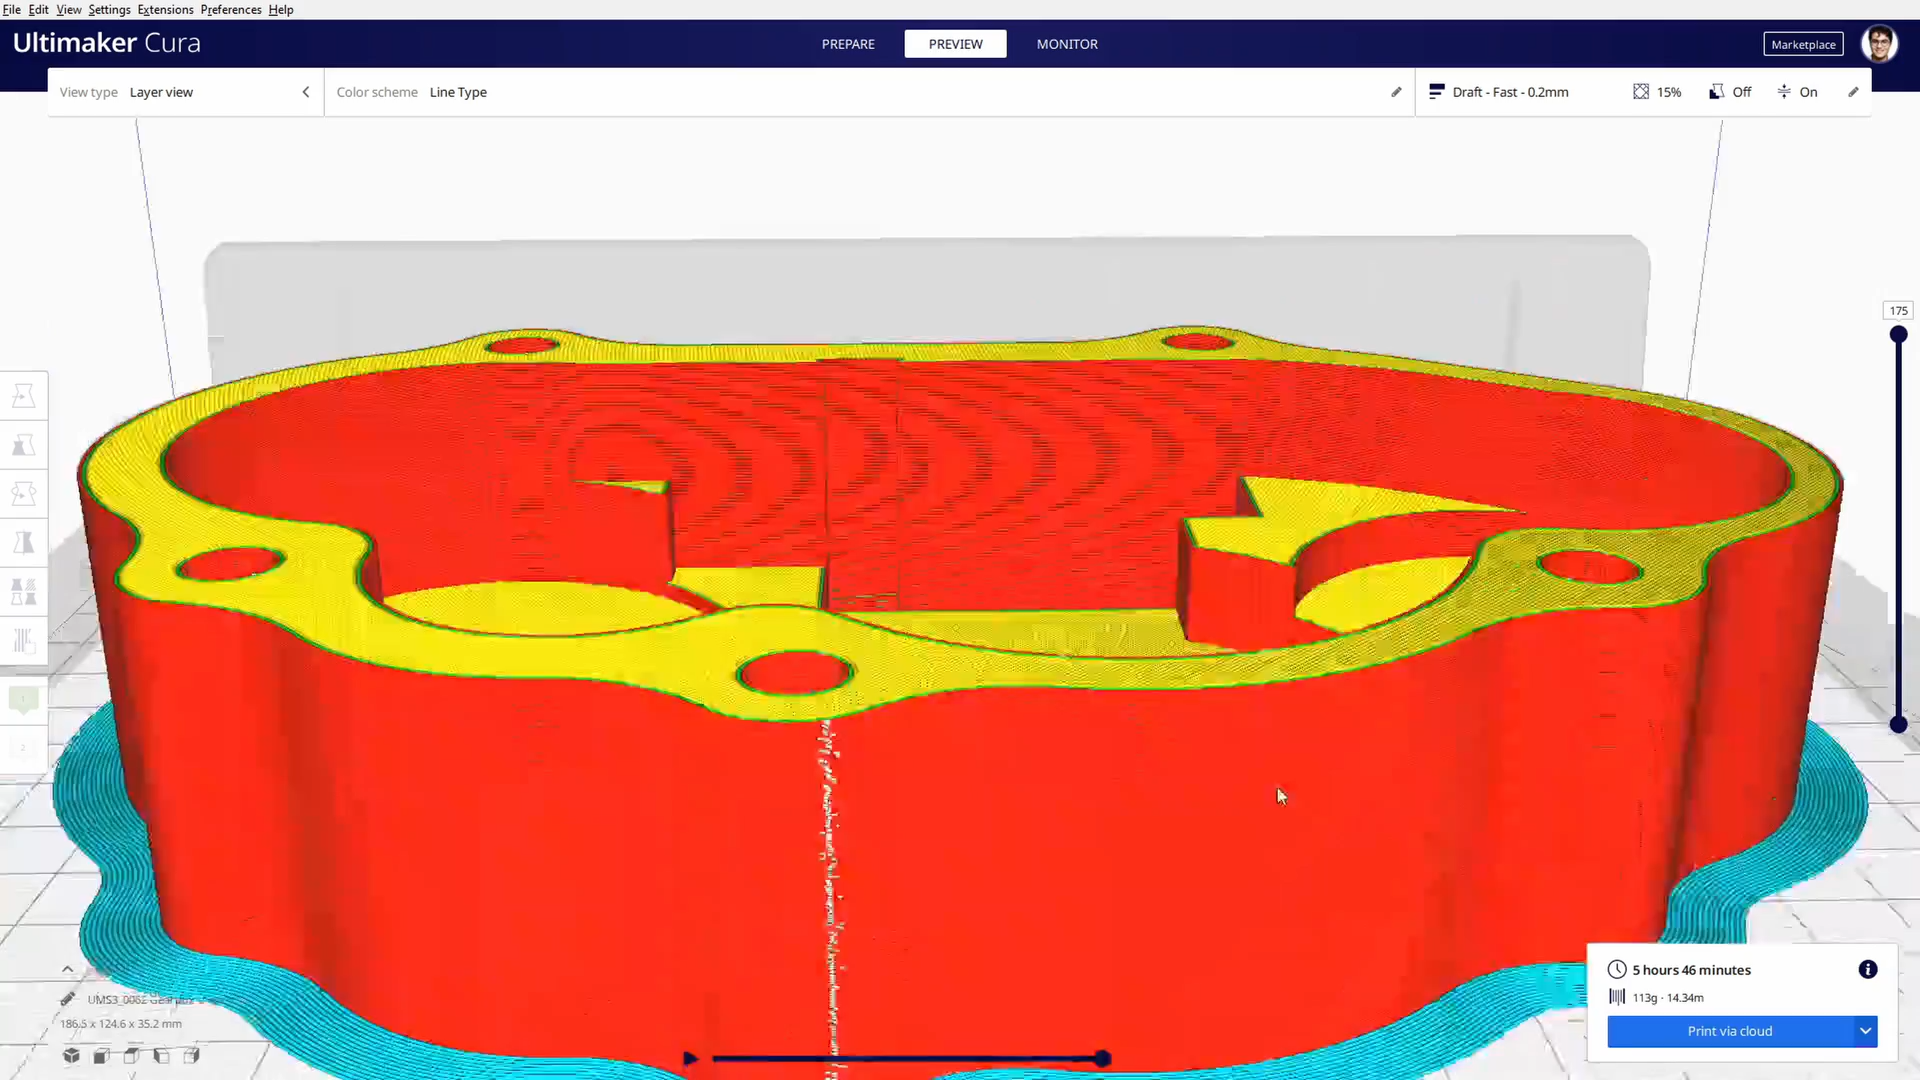 File Edit View Settings Extensions Preferences Help
Ultimaker Cura
PREPARE PREVIEW MONITOR
Marketplace
View type Layer view
Color scheme Line Type
Draft - Fast - 0.2mm 15% Off On
175
5 hours 46 minutes
113g · 14.34m
Print via cloud
186.5 x 124.6 x 35.2 mm